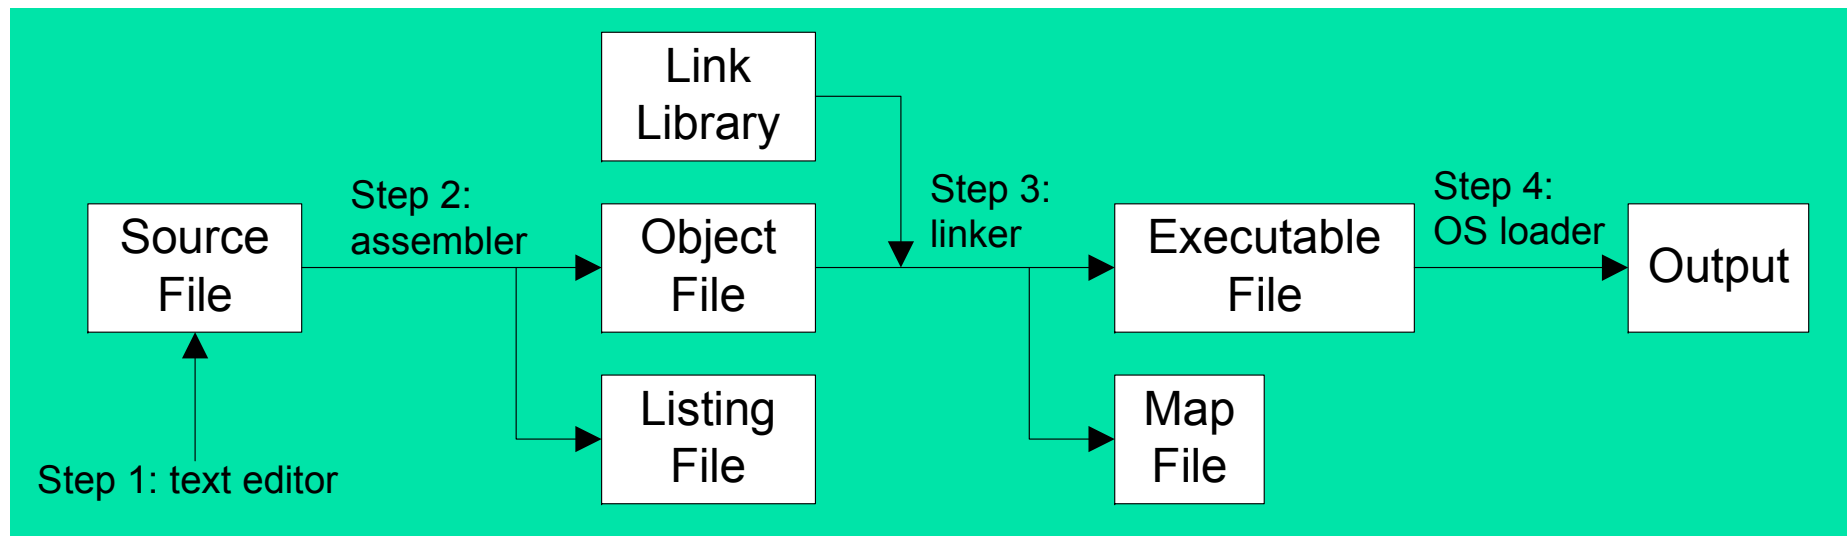 Link
Library
Step 2:
assembler
Step 3:
linker
Step 4:
OS loader
Source
File
Object
File
Executable
File
Output
Listing
File
Map
File
Step 1: text editor